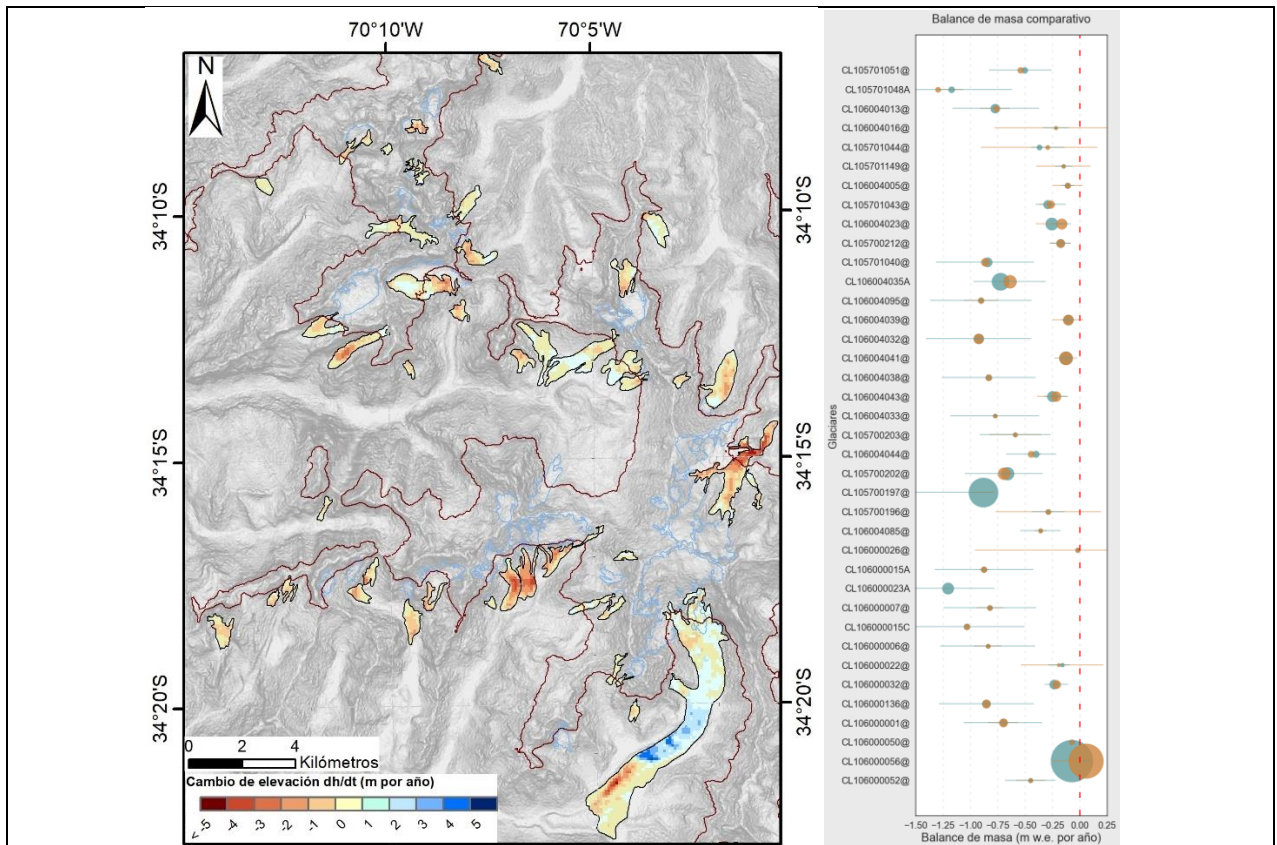 70°10'W
70°5'W
N
34°10'S
34°10'S
34°15'S
34°15'S
34°20'S
34°20'S
0 2 4
Kilómetros
Cambio de elevación dh/dt (m por año)
< -5 -4 -3 -2 -1 0 1 2 3 4 5
Balance de masa comparativo
Glaciares
CL105701051@
CL105701048A
CL106004013@
CL106004016@
CL105701044@
CL105701149@
CL106004005@
CL105701043@
CL106004023@
CL105700212@
CL105701040@
CL106004035A
CL106004095@
CL106004039@
CL106004032@
CL106004041@
CL106004038@
CL106004043@
CL106004033@
CL105700203@
CL106004044@
CL105700202@
CL105700197@
CL105700196@
CL106004085@
CL106000026@
CL106000015A
CL106000023A
CL106000007@
CL106000015C
CL106000006@
CL106000022@
CL106000032@
CL106000136@
CL106000001@
CL106000050@
CL106000056@
CL106000052@
−1.50 −1.25 −1.00 −0.75 −0.50 −0.25 0.00 0.25
Balance de masa (m w.e. por año)